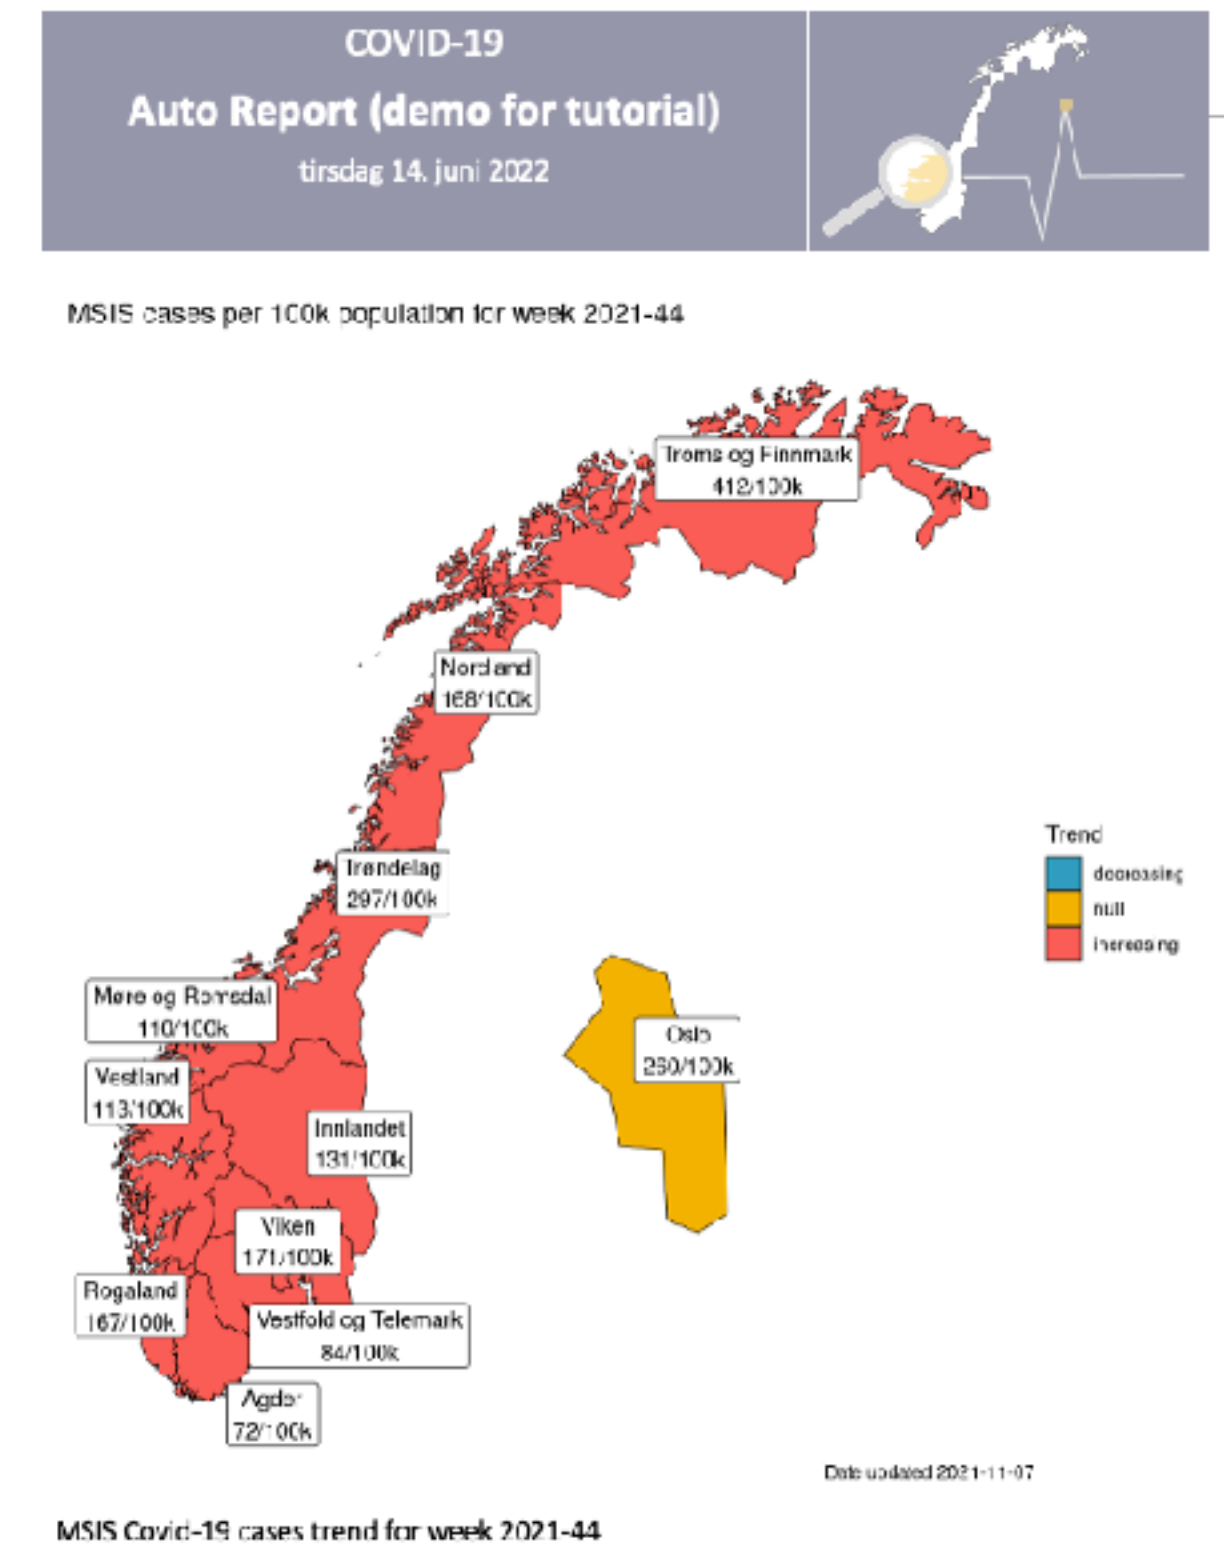 COVID-19
Auto Report (demo for tutorial)
tirsdag 14. juni 2022
MSIS cases per 100k population for week 2021-44
Troms og Finnmark
412/100k
Nordland
168/100k
Trøndelag
297/100k
Trend
decreasing
null
increasing
Møre og Romsdal
110/100k
Oslo
260/100k
Vestland
113/100k
Innlandet
131/100k
Viken
171/100k
Rogaland
167/100k
Vestfold og Telemark
84/100k
Agder
72/100k
Date updated 2021-11-07
MSIS Covid-19 cases trend for week 2021-44